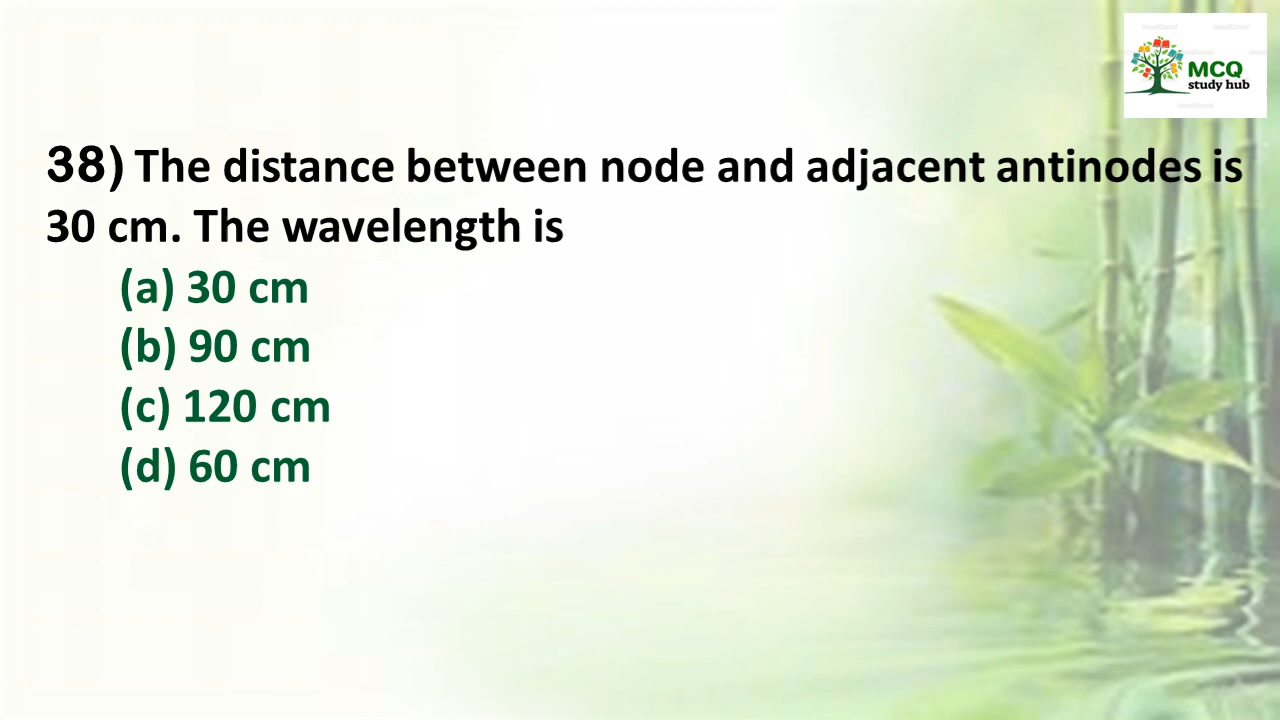 MCQ
study hub
38) The distance between node and adjacent antinodes is
30 cm. The wavelength is
(a) 30 cm
(b) 90 cm
(c) 120 cm
(d) 60 cm